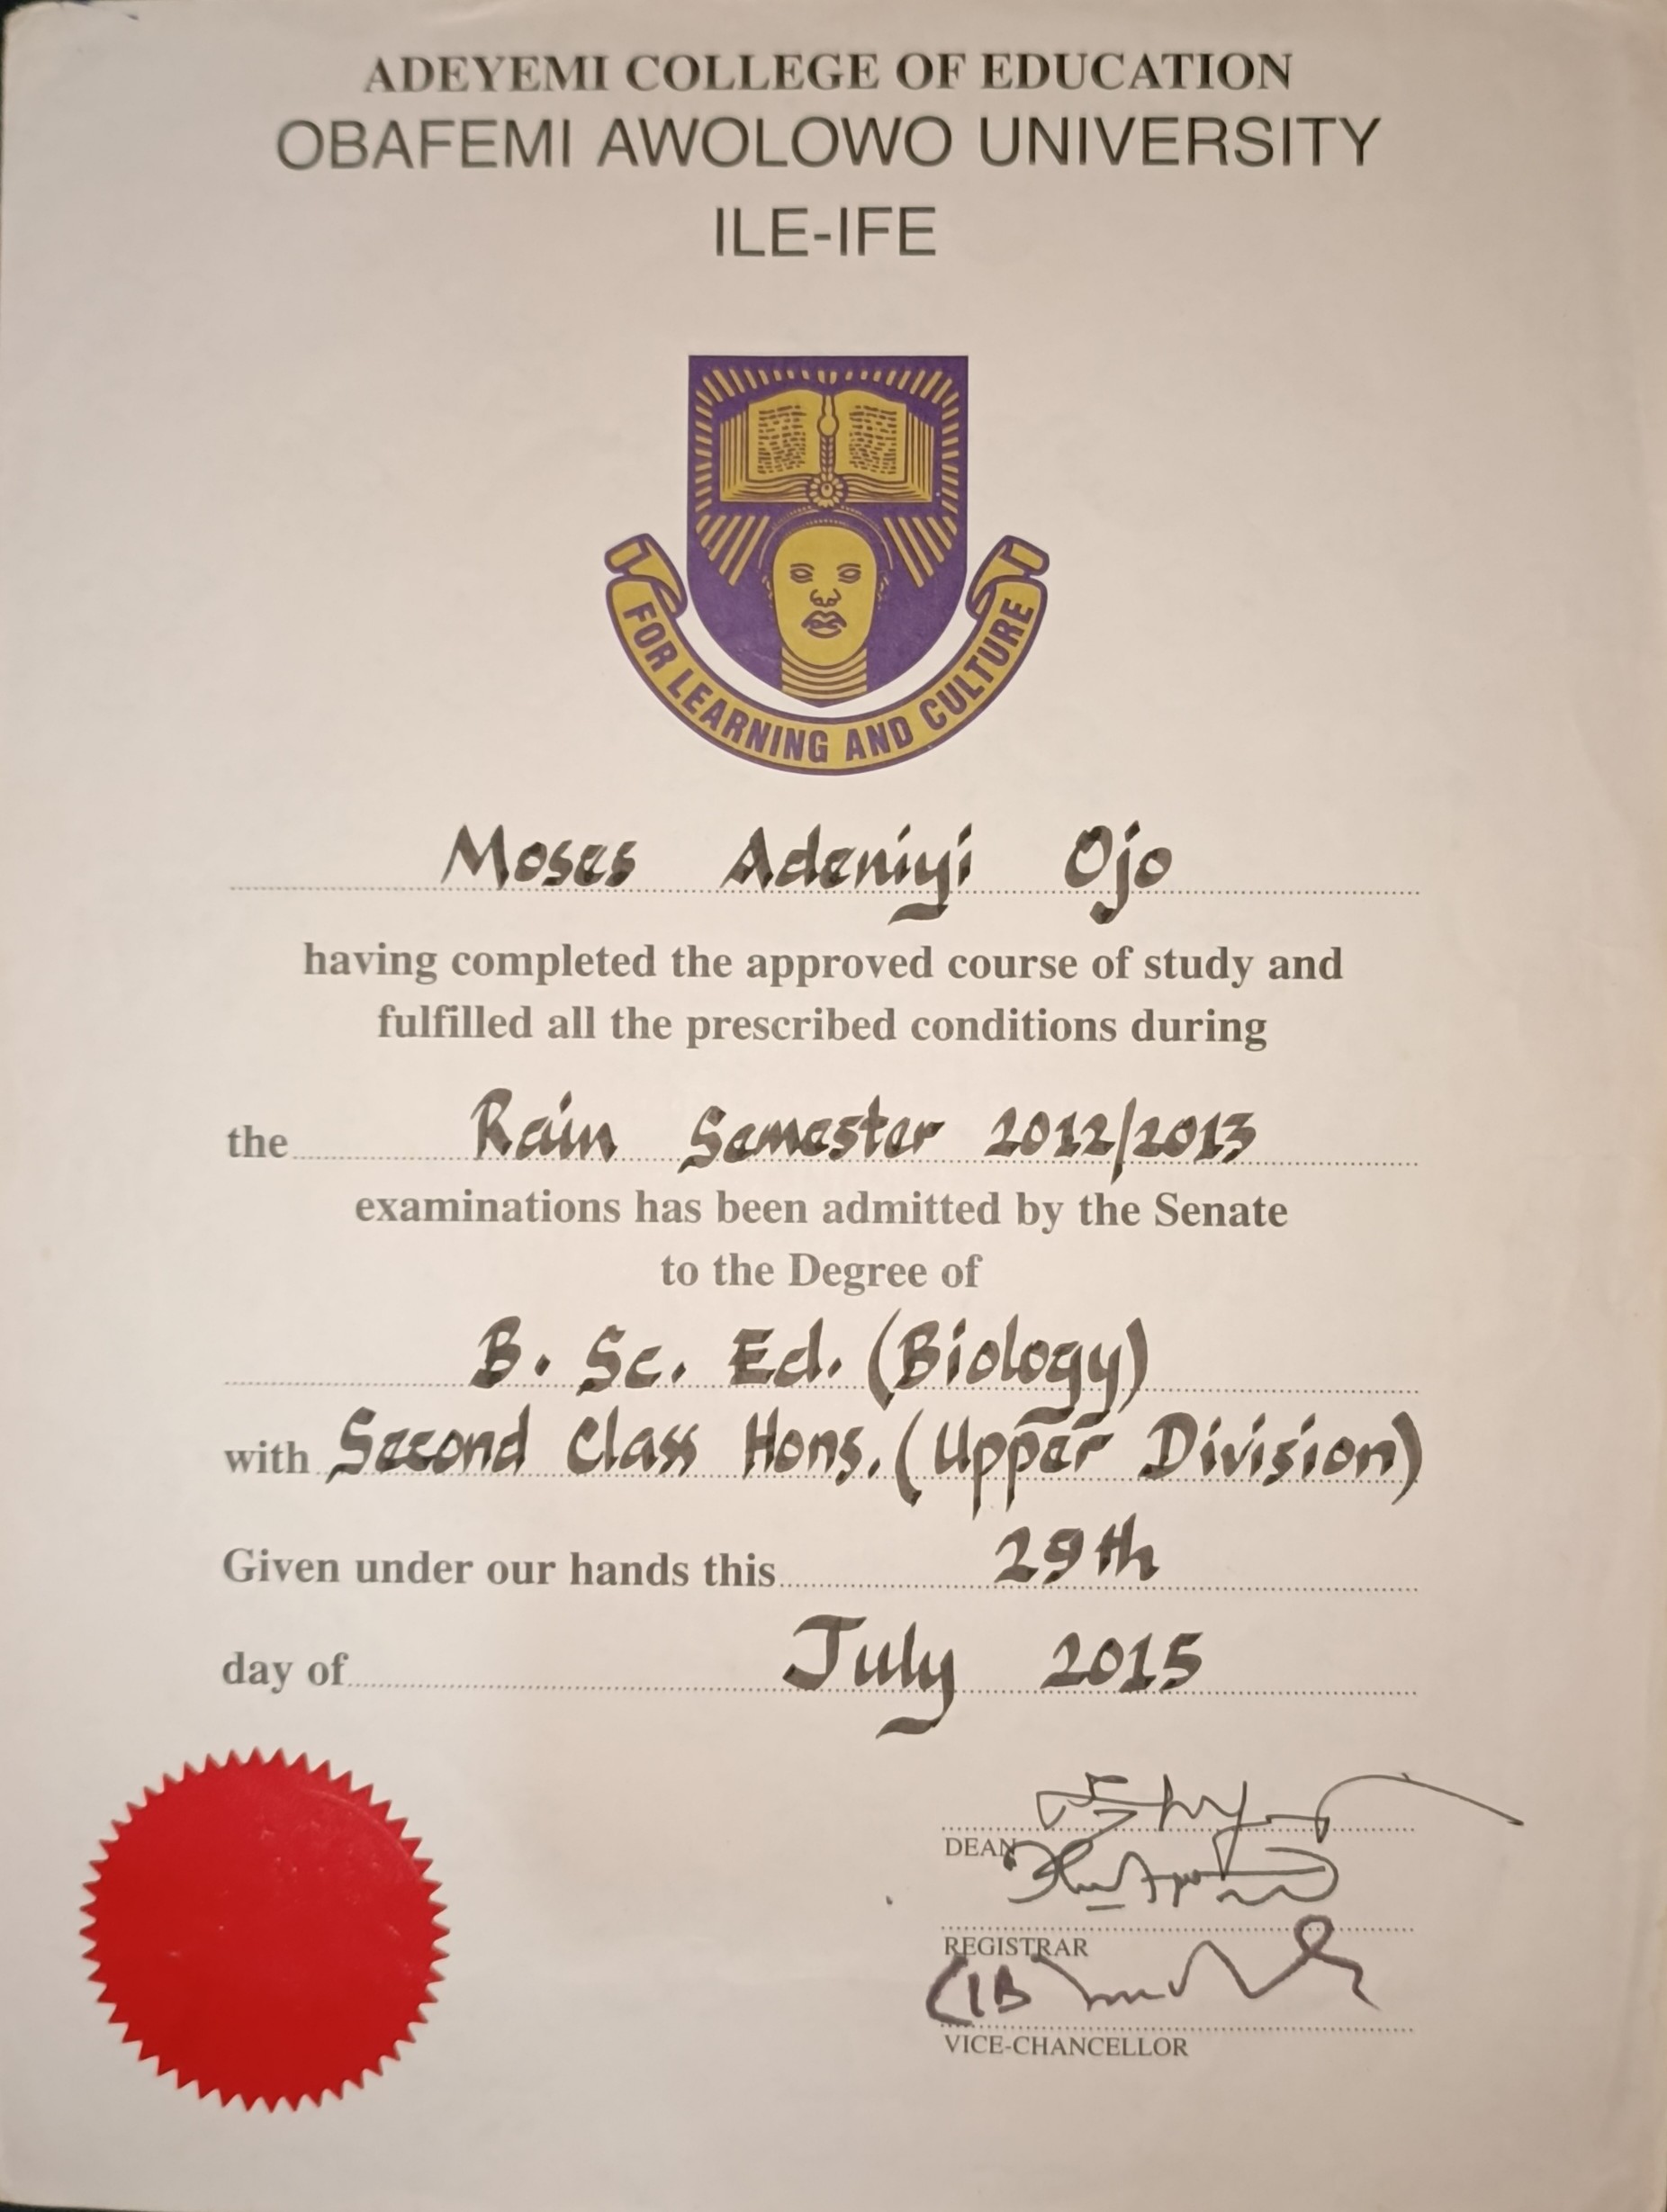 ADEYEMI COLLEGE OF EDUCATION
OBAFEMI AWOLOWO UNIVERSITY
ILE-IFE
FOR LEARNING AND CULTURE
Moses Adeniyi Ojo
having completed the approved course of study and
fulfilled all the prescribed conditions during
the Rain Semester 2012/2013
examinations has been admitted by the Senate
to the Degree of
B. Sc. Ed. (Biology)
with Second Class Hons. (Upper Division)
Given under our hands this 29th
day of July 2015
DEAN
REGISTRAR
VICE-CHANCELLOR